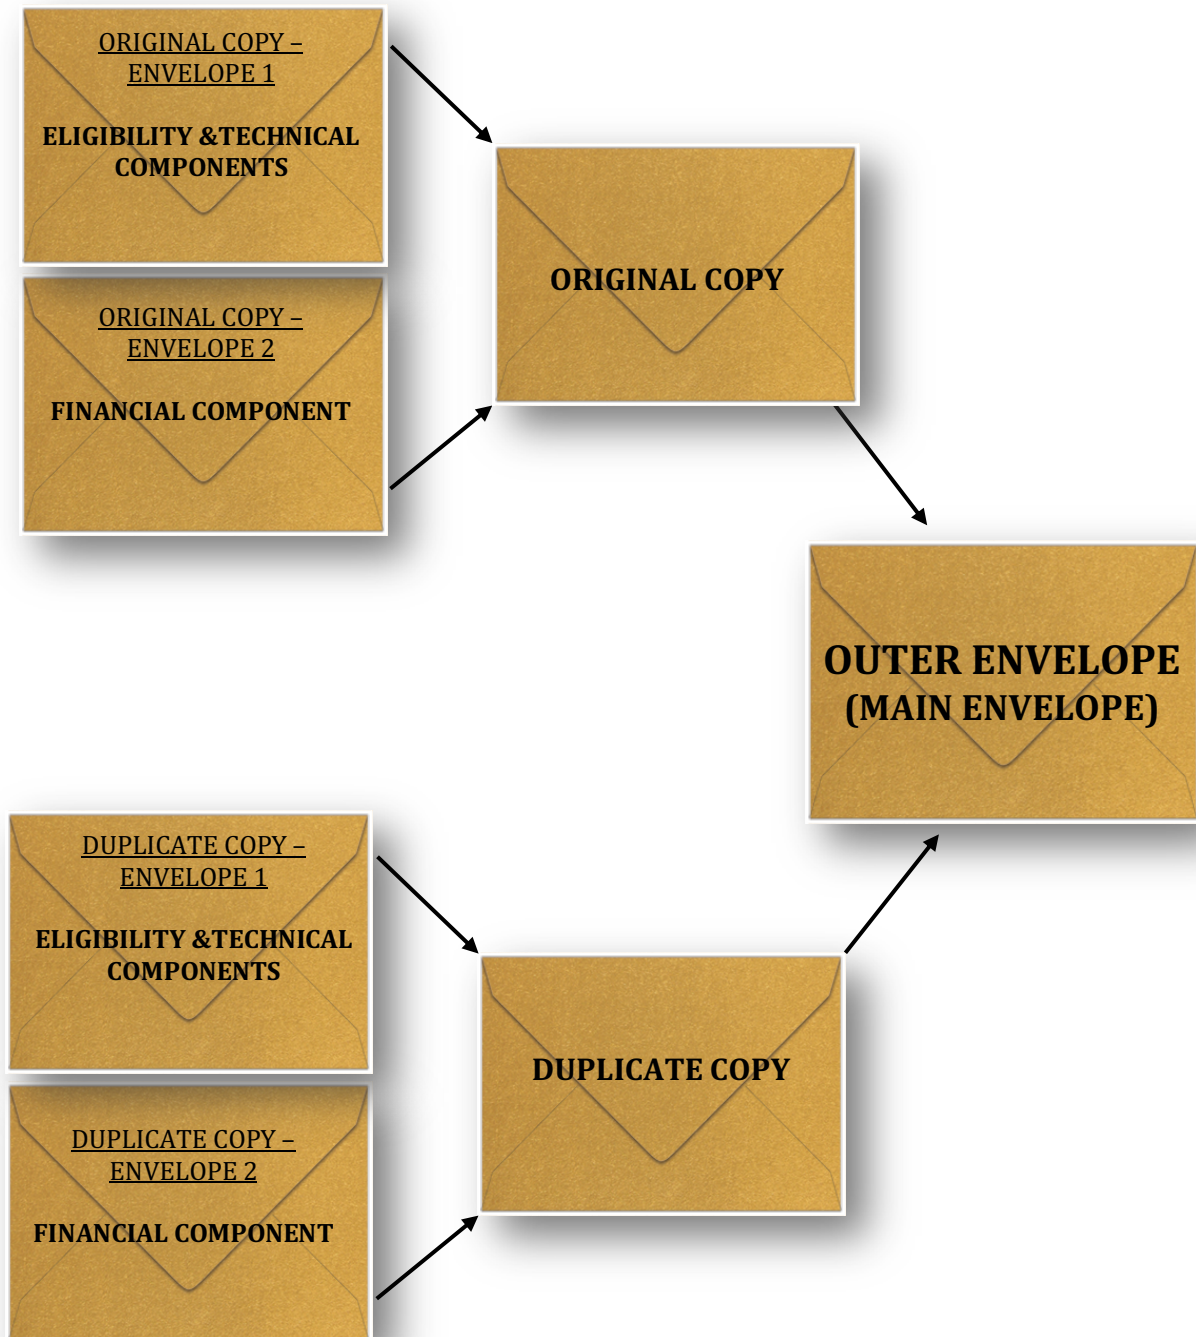 ORIGINAL COPY –
ENVELOPE 1
ELIGIBILITY &TECHNICAL
COMPONENTS
ORIGINAL COPY –
ENVELOPE 2
FINANCIAL COMPONENT
ORIGINAL COPY
OUTER ENVELOPE
(MAIN ENVELOPE)
DUPLICATE COPY –
ENVELOPE 1
ELIGIBILITY &TECHNICAL
COMPONENTS
DUPLICATE COPY –
ENVELOPE 2
FINANCIAL COMPONENT
DUPLICATE COPY